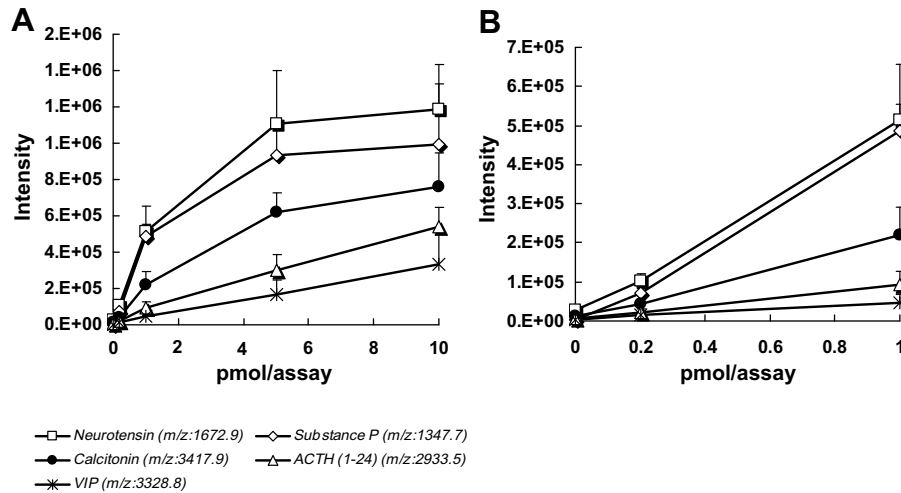 A
1.E+06
1.E+06
1.E+06
1.E+06
8.E+05
6.E+05
4.E+05
2.E+05
0.E+00
Intensity
0
2
4
6
8
10
pmol/assay
B
7.E+05
6.E+05
5.E+05
4.E+05
3.E+05
2.E+05
1.E+05
0.E+00
Intensity
0
0.2
0.4
0.6
0.8
1
pmol/assay
Neurotensin (m/z:1672.9)
Substance P (m/z:1347.7)
Calcitonin (m/z:3417.9)
ACTH (1-24) (m/z:2933.5)
VIP (m/z:3328.8)